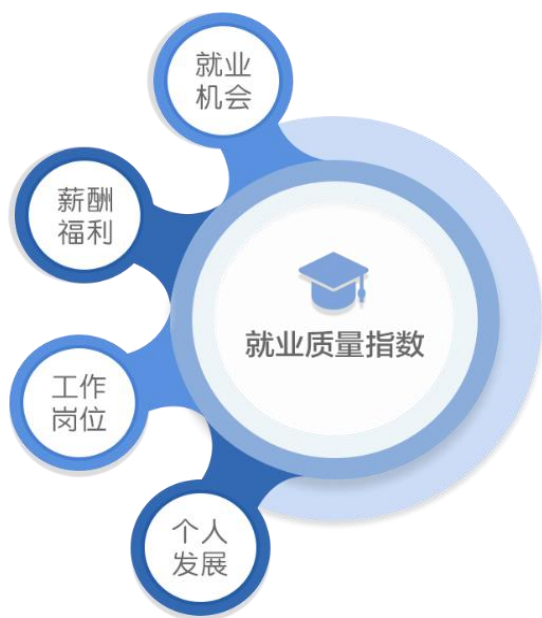 就业
机会
薪酬
福利
就业质量指数
工作
岗位
个人
发展